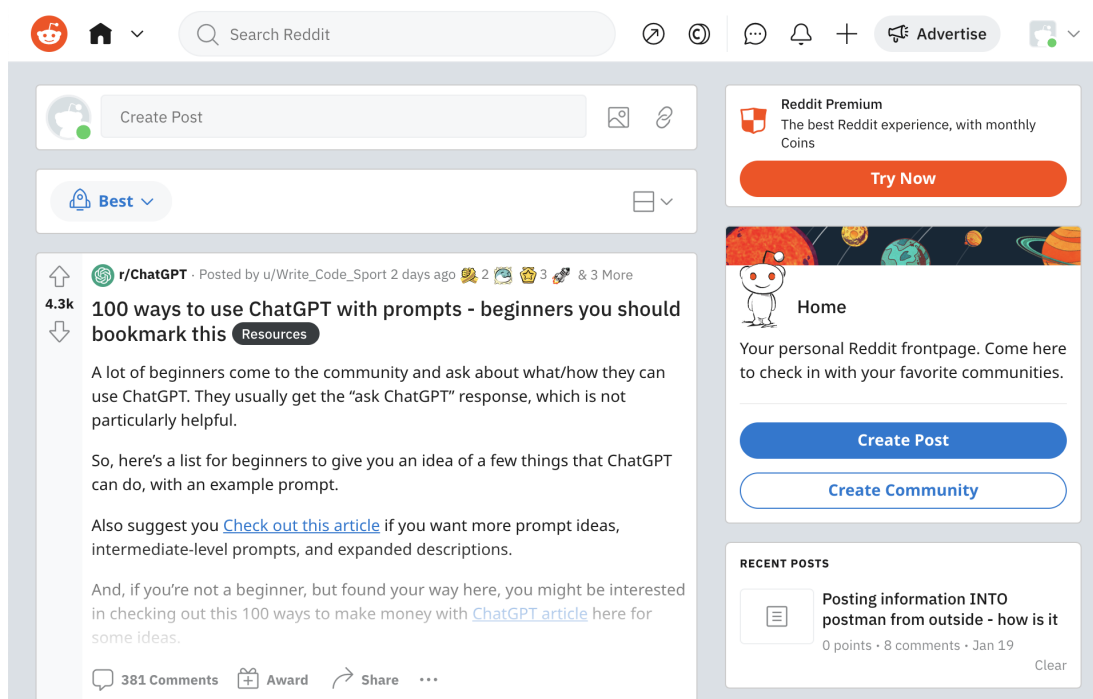 Search Reddit
Advertise
Create Post
Best
r/ChatGPT · Posted by u/Write_Code_Sport 2 days ago 2 3 & 3 More
4.3k
100 ways to use ChatGPT with prompts - beginners you should
bookmark this Resources
A lot of beginners come to the community and ask about what/how they can
use ChatGPT. They usually get the “ask ChatGPT” response, which is not
particularly helpful.
So, here’s a list for beginners to give you an idea of a few things that ChatGPT
can do, with an example prompt.
Also suggest you Check out this article if you want more prompt ideas,
intermediate-level prompts, and expanded descriptions.
And, if you’re not a beginner, but found your way here, you might be interested
in checking out this 100 ways to make money with ChatGPT article here for
some ideas.
381 Comments Award Share
Reddit Premium
The best Reddit experience, with monthly
Coins
Try Now
Home
Your personal Reddit frontpage. Come here
to check in with your favorite communities.
Create Post
Create Community
RECENT POSTS
Posting information INTO
postman from outside - how is it
0 points • 8 comments • Jan 19
Clear